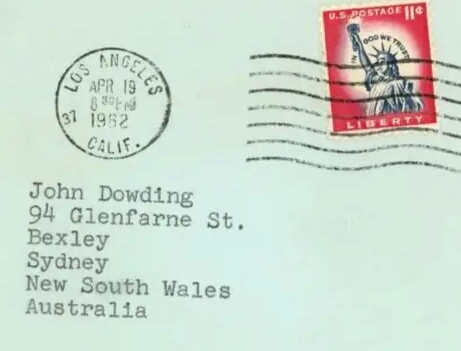 U.S. POSTAGE 11¢
IN GOD WE TRUST
LIBERTY
LOS ANGELES
APR 19
8 30 PM
1962
37
CALIF.
John Dowding
94 Glenfarne St.
Bexley
Sydney
New South Wales
Australia